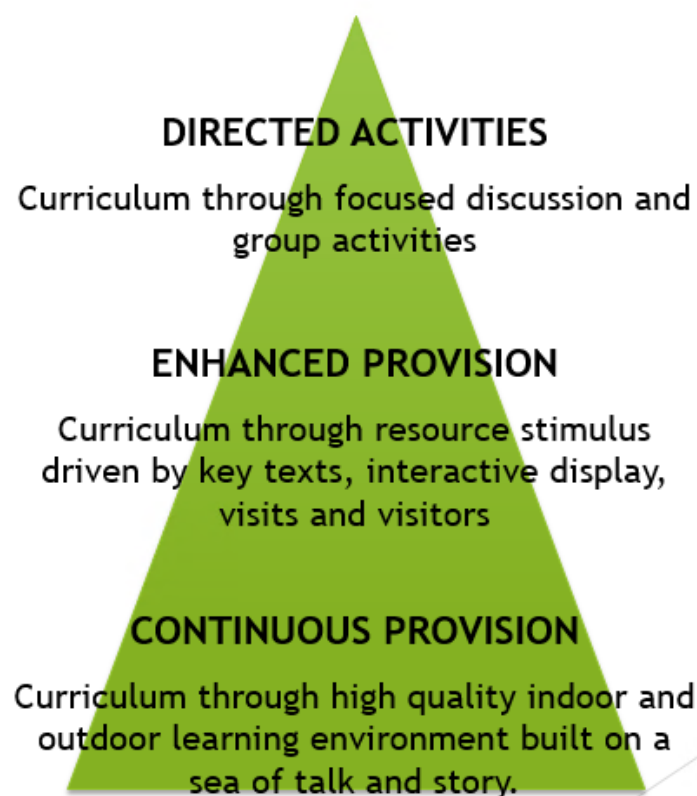 DIRECTED ACTIVITIES
Curriculum through focused discussion and
group activities
ENHANCED PROVISION
Curriculum through resource stimulus
driven by key texts, interactive display,
visits and visitors
CONTINUOUS PROVISION
Curriculum through high quality indoor and
outdoor learning environment built on a
sea of talk and story.